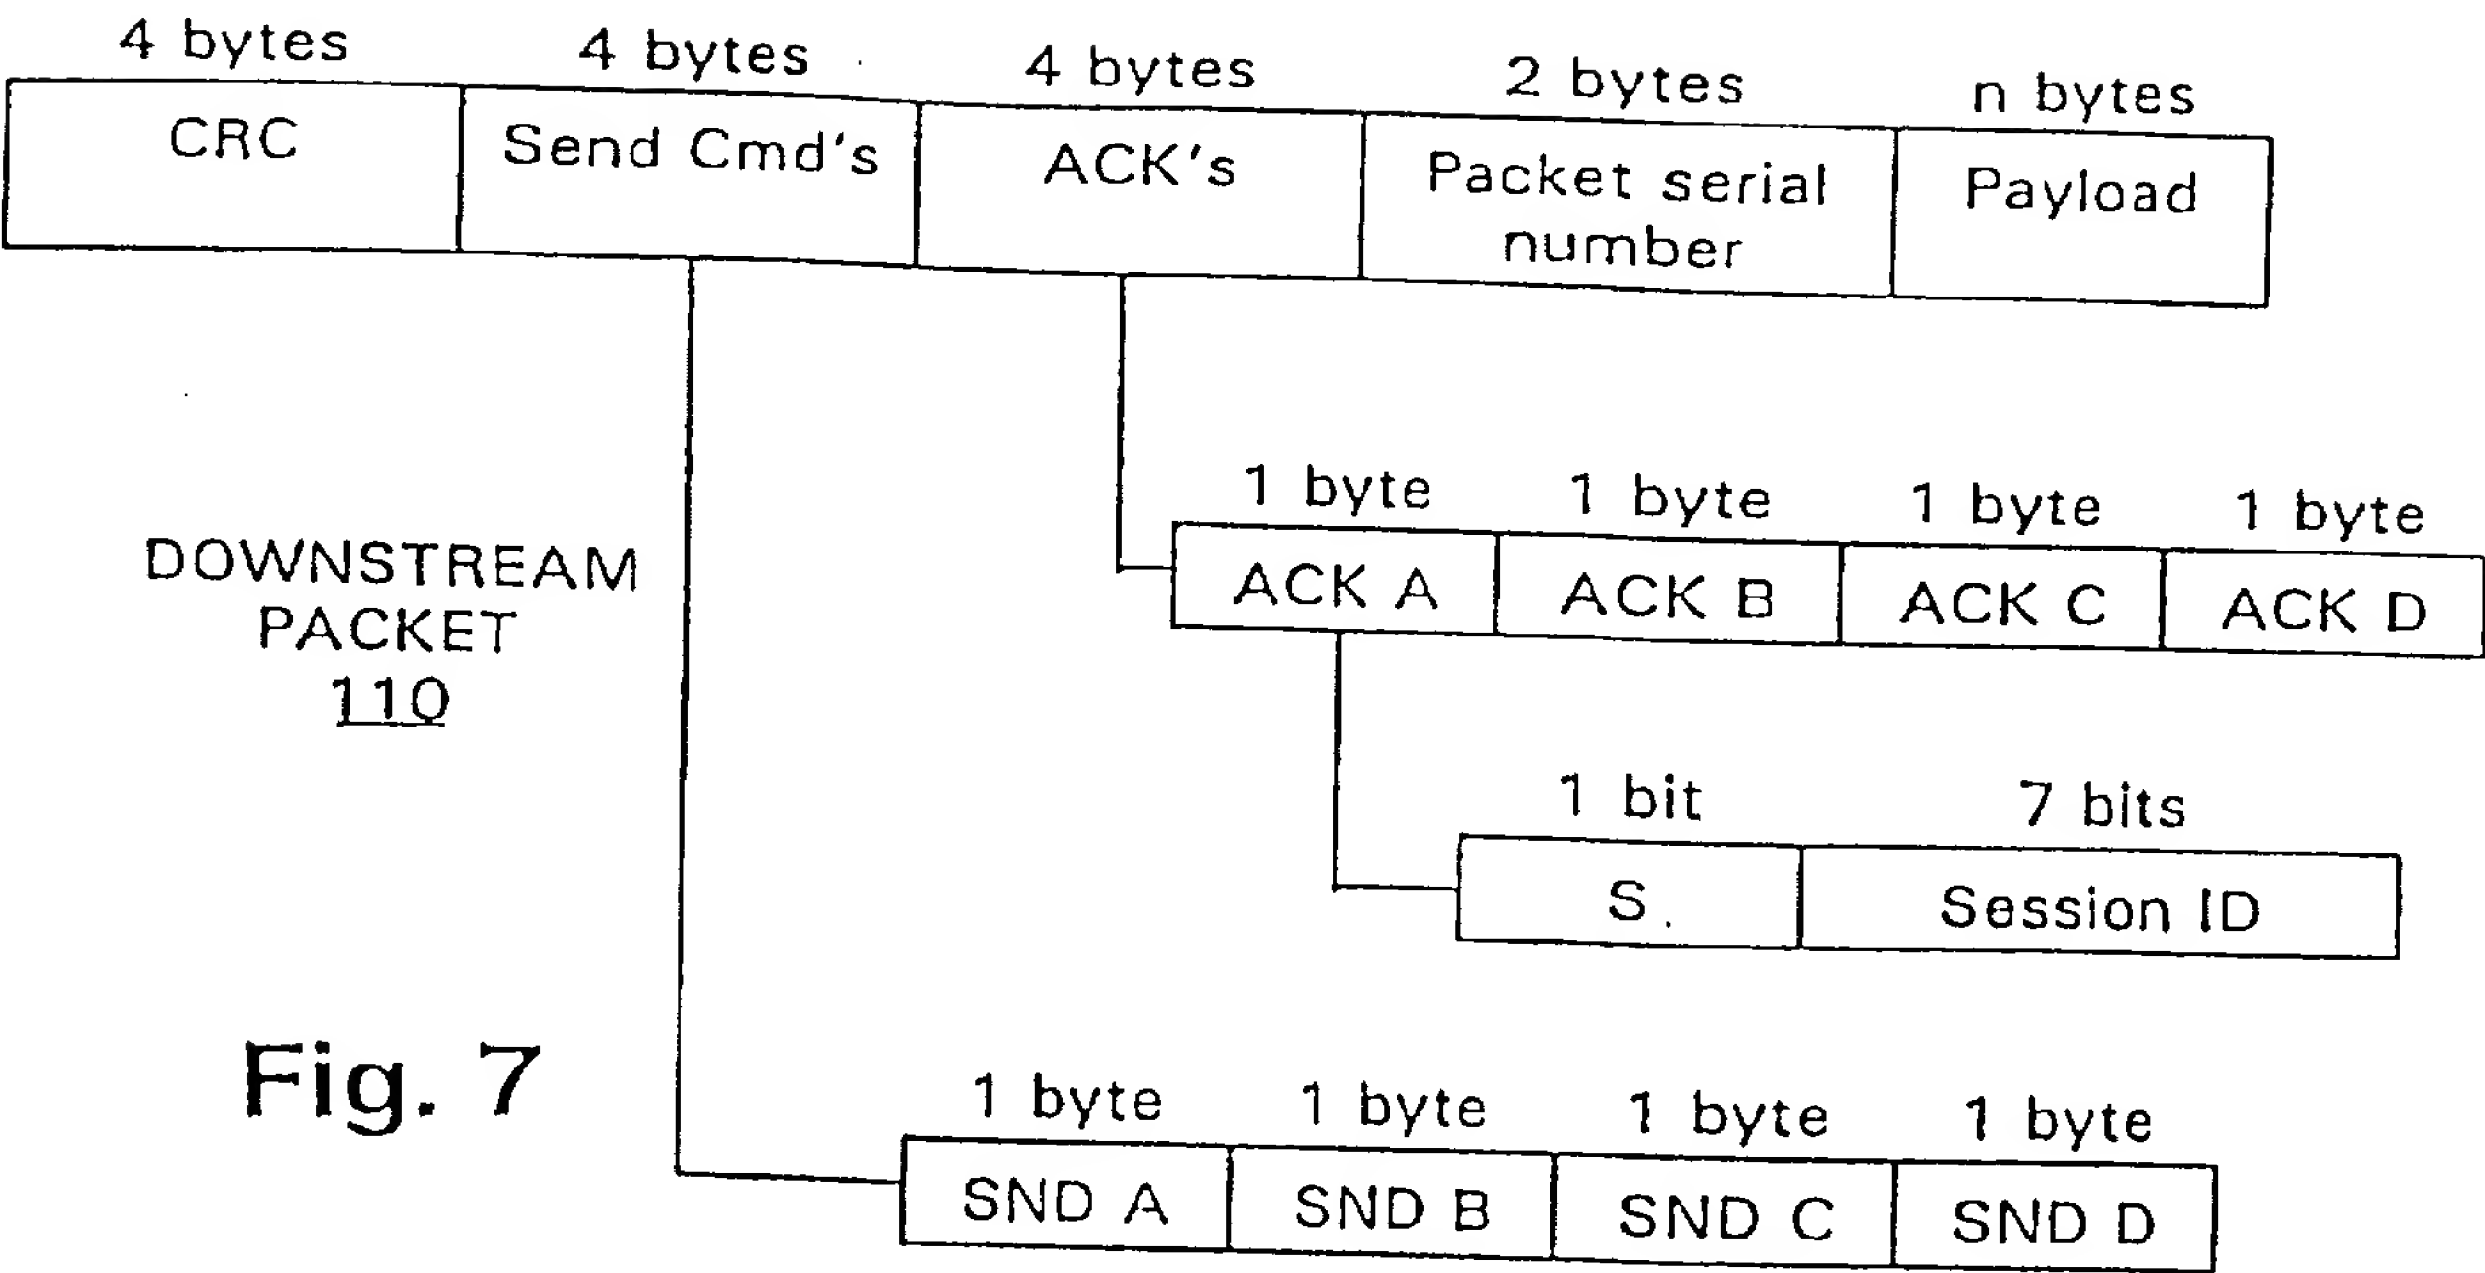 4 bytes 4 bytes 4 bytes 2 bytes n bytes
CRC Send Cmd's ACK's Packet serial number Payload
1 byte 1 byte 1 byte 1 byte
ACK A ACK B ACK C ACK D
DOWNSTREAM
PACKET
110
1 bit 7 bits
S Session ID
Fig. 7
1 byte 1 byte 1 byte 1 byte
SND A SND B SND C SND D